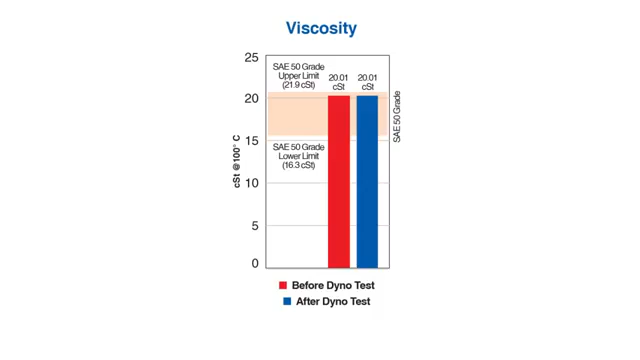 Viscosity
25
20
15
10
5
0
cSt @100° C
SAE 50 Grade
Upper Limit
(21.9 cSt)
20.01
cSt
20.01
cSt
SAE 50 Grade
Lower Limit
(16.3 cSt)
SAE 50 Grade
Before Dyno Test
After Dyno Test